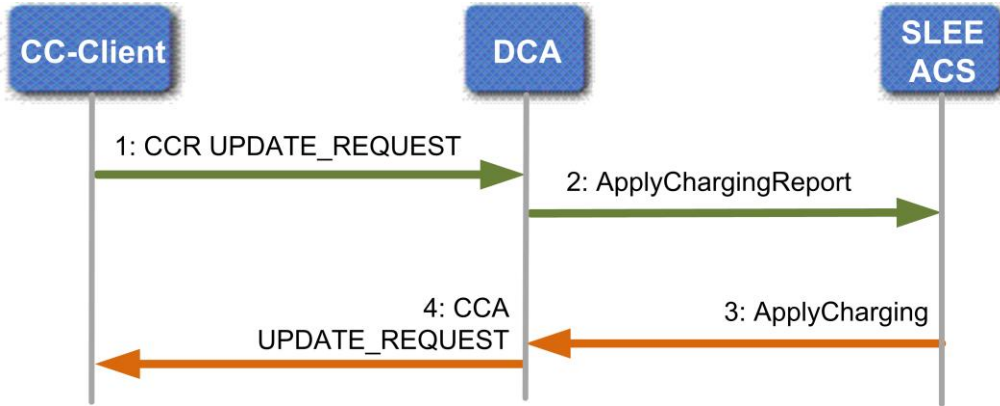 CC-Client
DCA
SLEE
ACS
1: CCR UPDATE_REQUEST
2: ApplyChargingReport
3: ApplyCharging
4: CCA
UPDATE_REQUEST